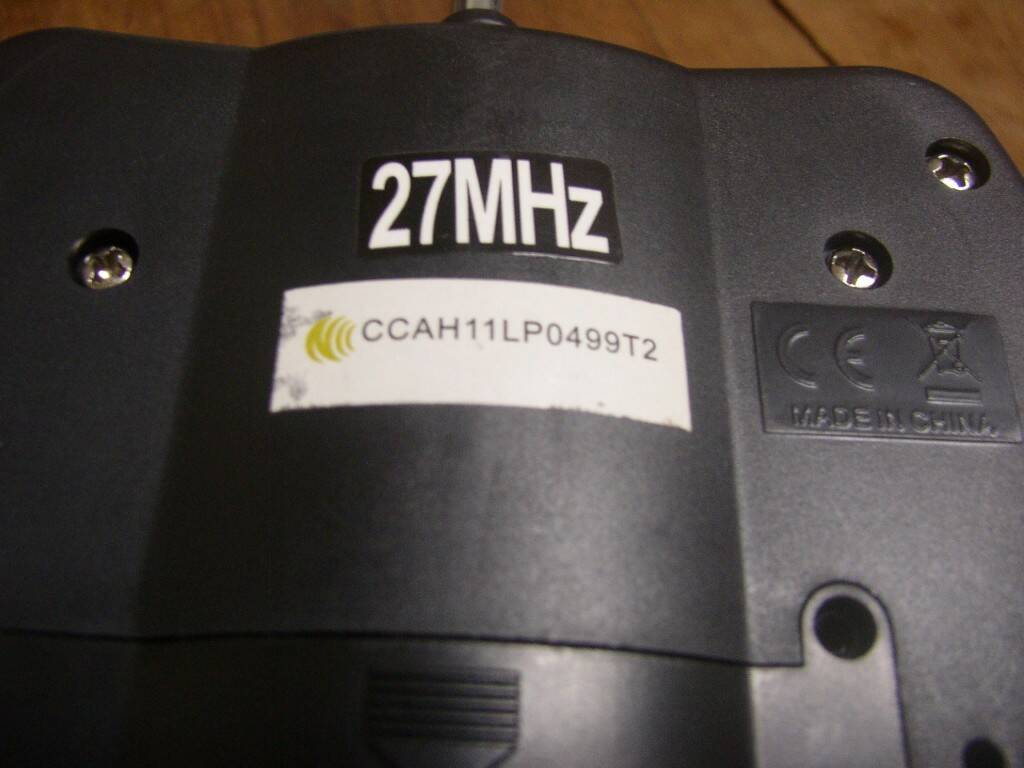 27MHz
CCAH11LP0499T2
CE
MADE IN CHINA